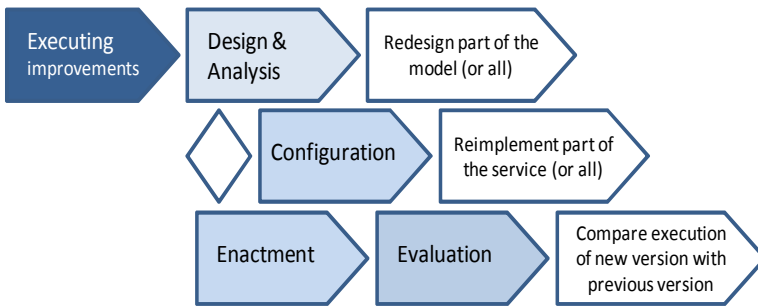 Executing
improvements
Design &
Analysis
Redesign part of the
model (or all)
Configuration
Reimplement part
of the service (or all)
Enactment
Evaluation
Compare execution
of new version with
previous version